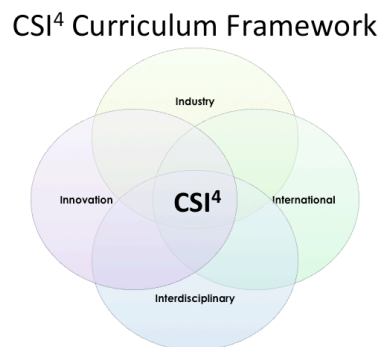 CSI⁴ Curriculum Framework
Industry
Innovation
CSI⁴
International
Interdisciplinary